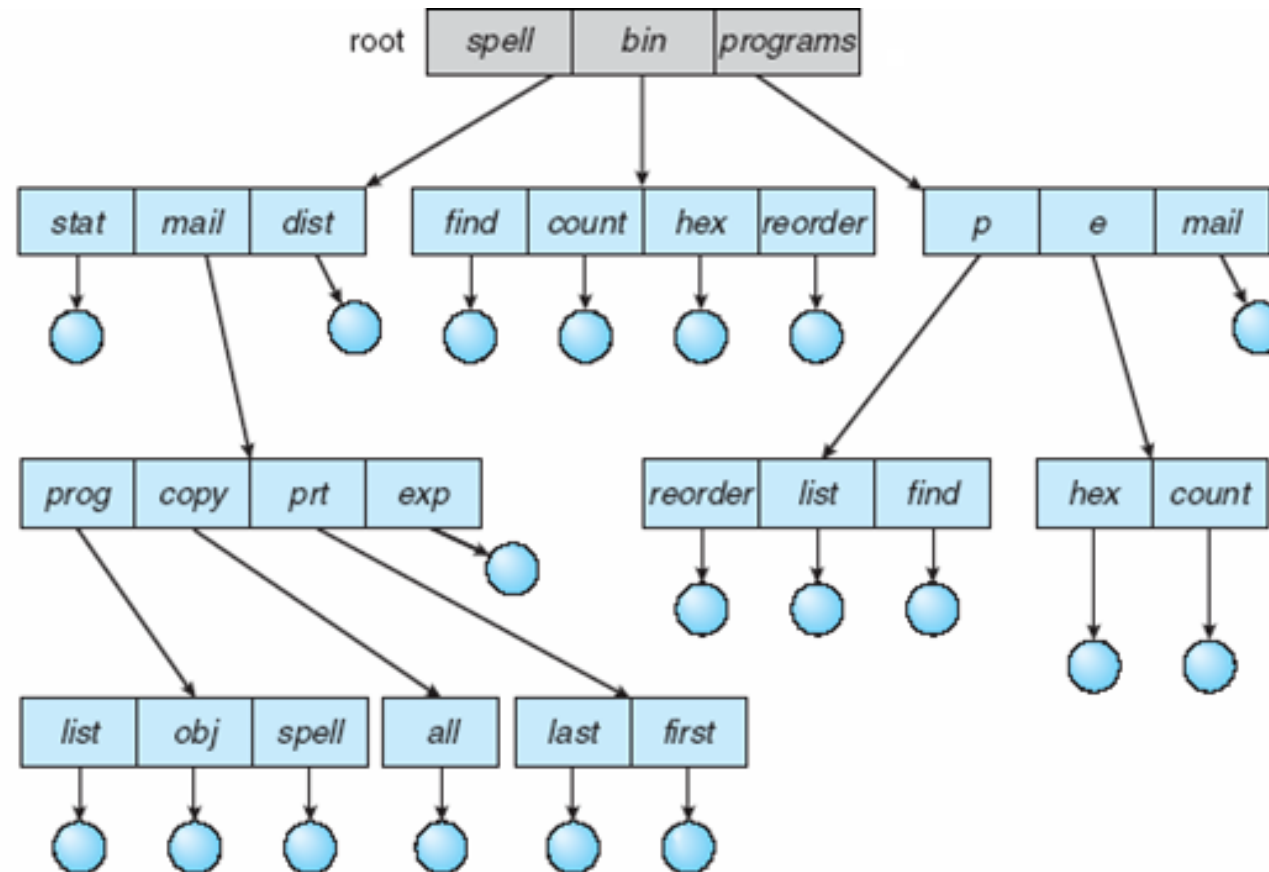 root spell bin programs
stat mail dist find count hex reorder p e mail
prog copy prt exp reorder list find hex count
list obj spell all last first